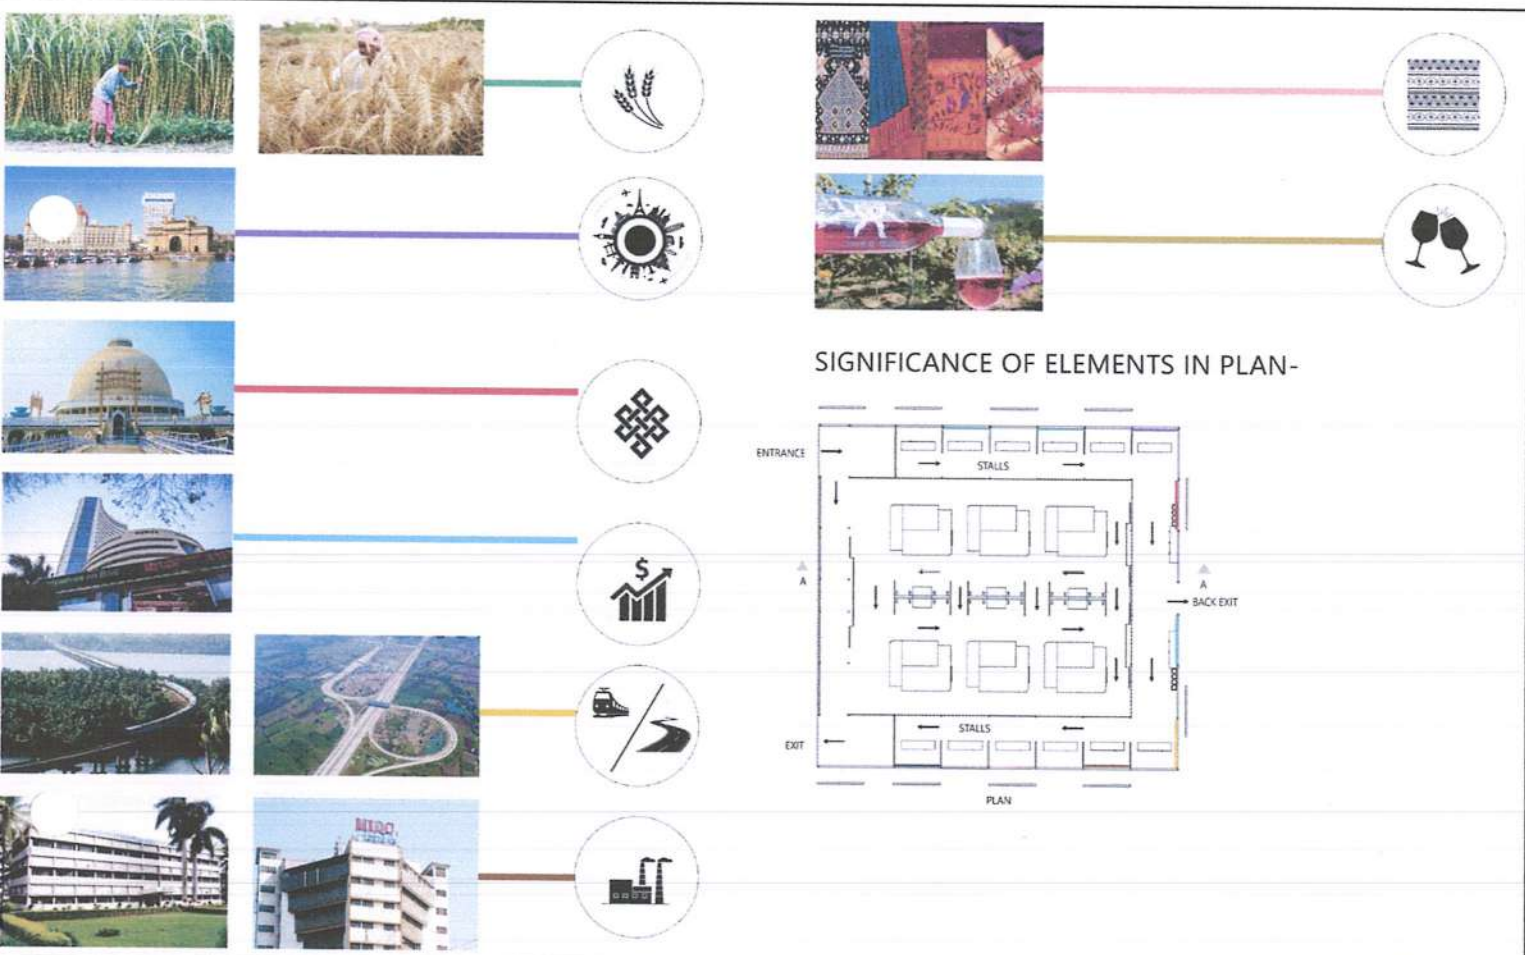 SIGNIFICANCE OF ELEMENTS IN PLAN-
ENTRANCE
STALLS
A
A
BACK EXIT
STALLS
EXIT
PLAN
$